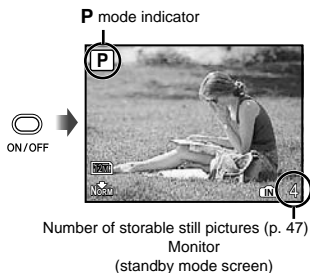 P mode indicator
P
ON/OFF
NORM
IN 4
Number of storable still pictures (p. 47)
Monitor
(standby mode screen)